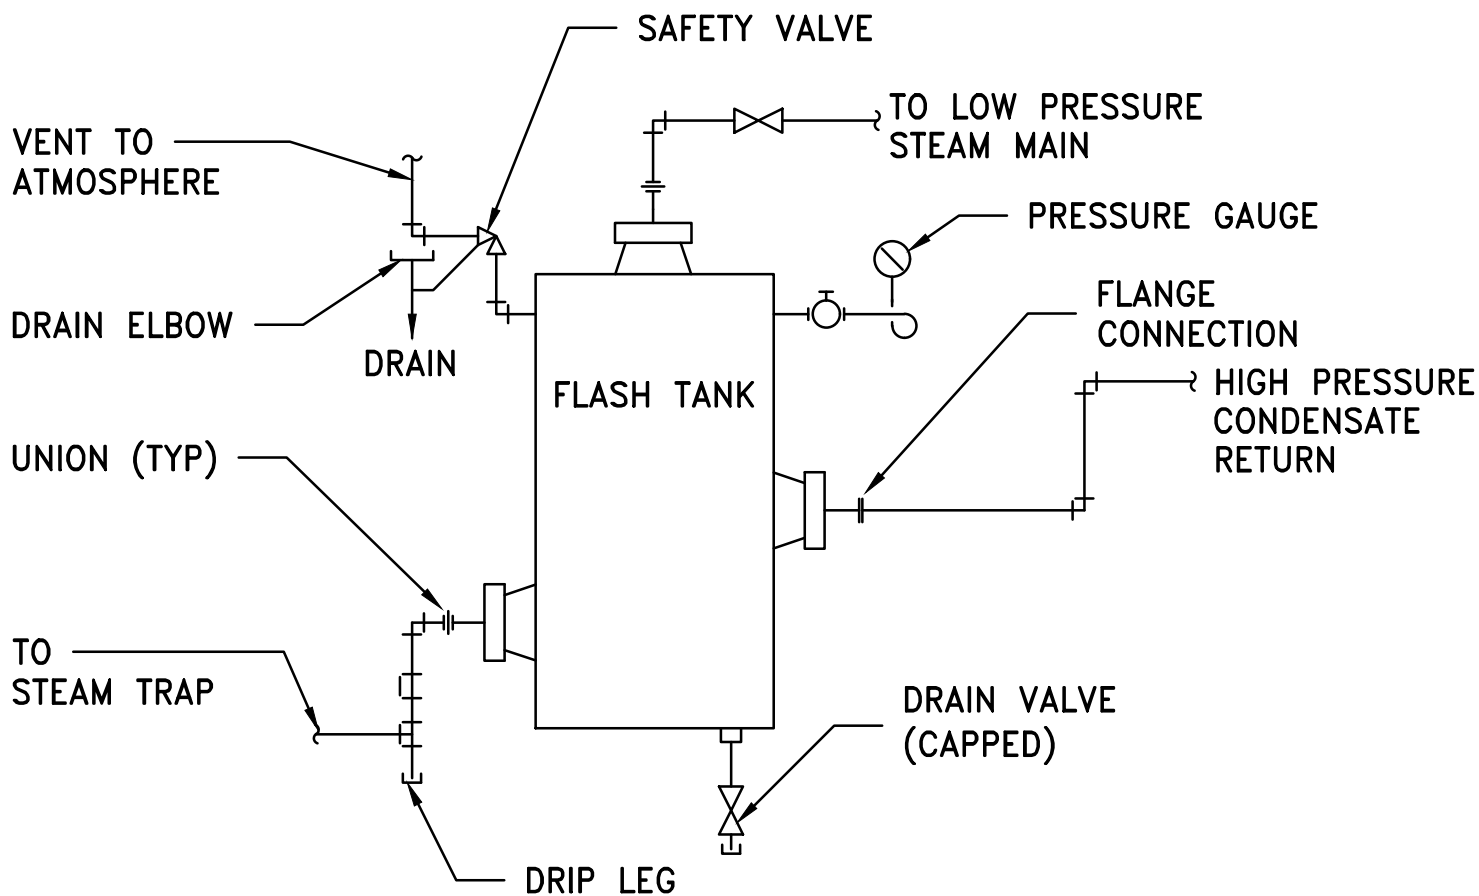 SAFETY VALVE
TO LOW PRESSURE
STEAM MAIN
VENT TO
ATMOSPHERE
PRESSURE GAUGE
DRAIN ELBOW
DRAIN
FLANGE
CONNECTION
FLASH TANK
HIGH PRESSURE
CONDENSATE
RETURN
UNION (TYP)
TO
STEAM TRAP
DRAIN VALVE
(CAPPED)
DRIP LEG